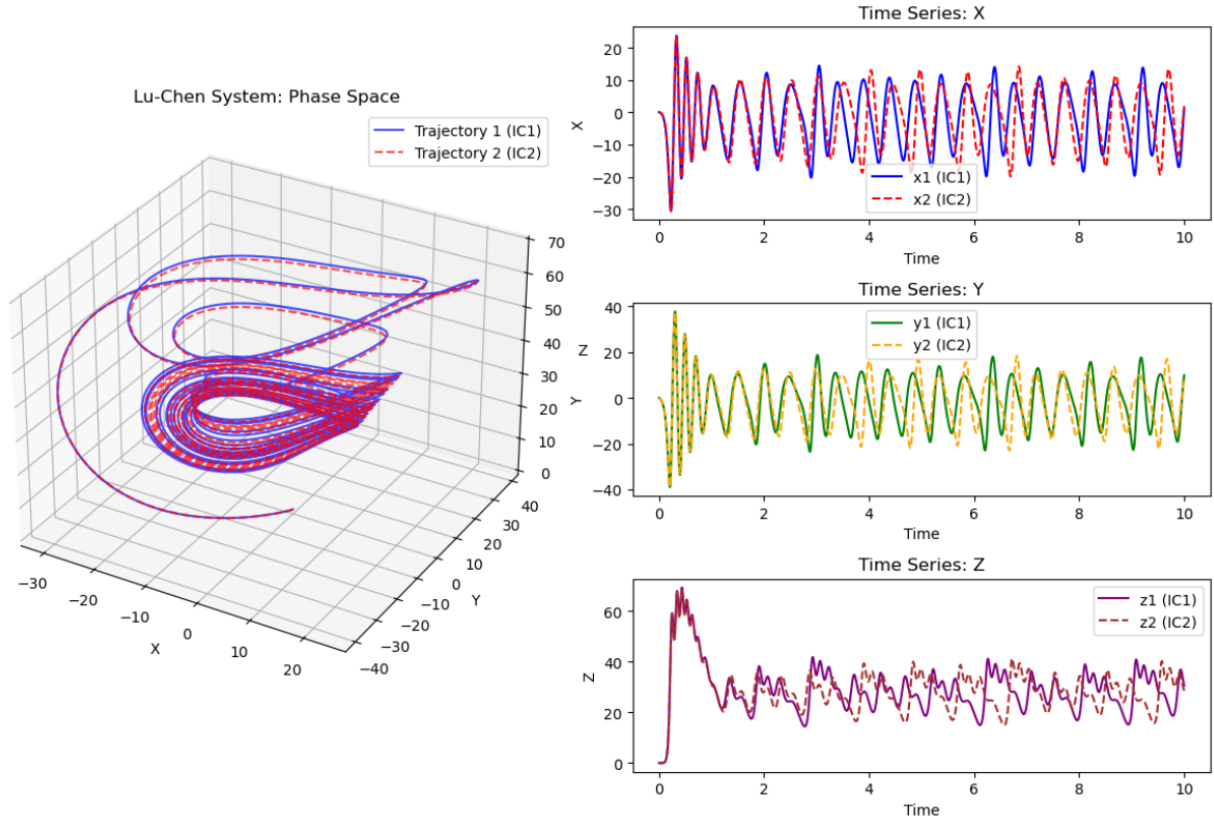 Lu-Chen System: Phase Space
Trajectory 1 (IC1)
Trajectory 2 (IC2)
70
60
50
40
30
20
10
0
Z
Y
40
30
20
10
0
−10
−20
−30
−40
Y
−30
−20
−10
0
10
20
X
Time Series: X
20
10
0
−10
−20
−30
X
x1 (IC1)
x2 (IC2)
0 2 4 6 8 10
Time
Time Series: Y
40
20
0
−20
−40
y1 (IC1)
y2 (IC2)
0 2 4 6 8 10
Time
Time Series: Z
60
40
20
0
Z
z1 (IC1)
z2 (IC2)
0 2 4 6 8 10
Time